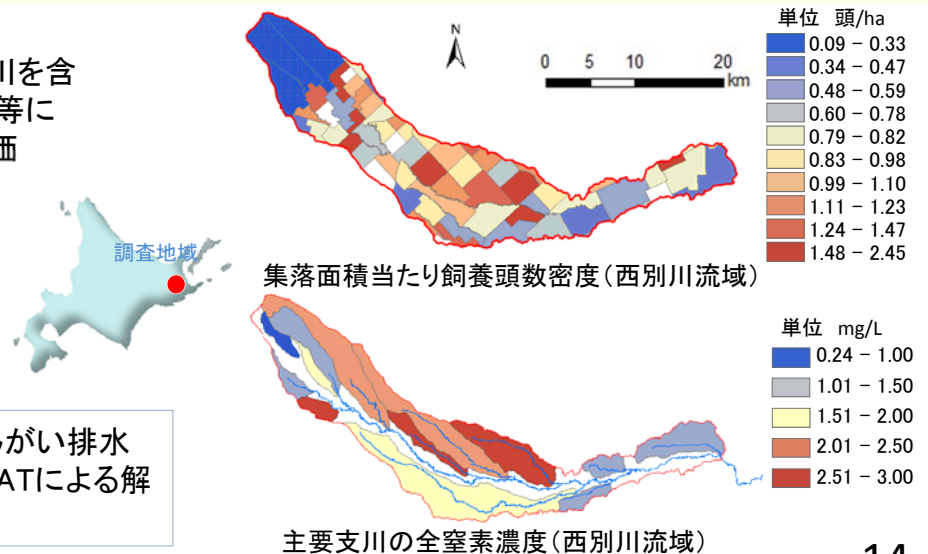 川を含
等に
価
調査地域
がい排水
ATによる解
N
0 5 10 20
km
単位 頭/ha
0.09 - 0.33
0.34 - 0.47
0.48 - 0.59
0.60 - 0.78
0.79 - 0.82
0.83 - 0.98
0.99 - 1.10
1.11 - 1.23
1.24 - 1.47
1.48 - 2.45
集落面積当たり飼養頭数密度(西別川流域)
単位 mg/L
0.24 - 1.00
1.01 - 1.50
1.51 - 2.00
2.01 - 2.50
2.51 - 3.00
主要支川の全窒素濃度(西別川流域)